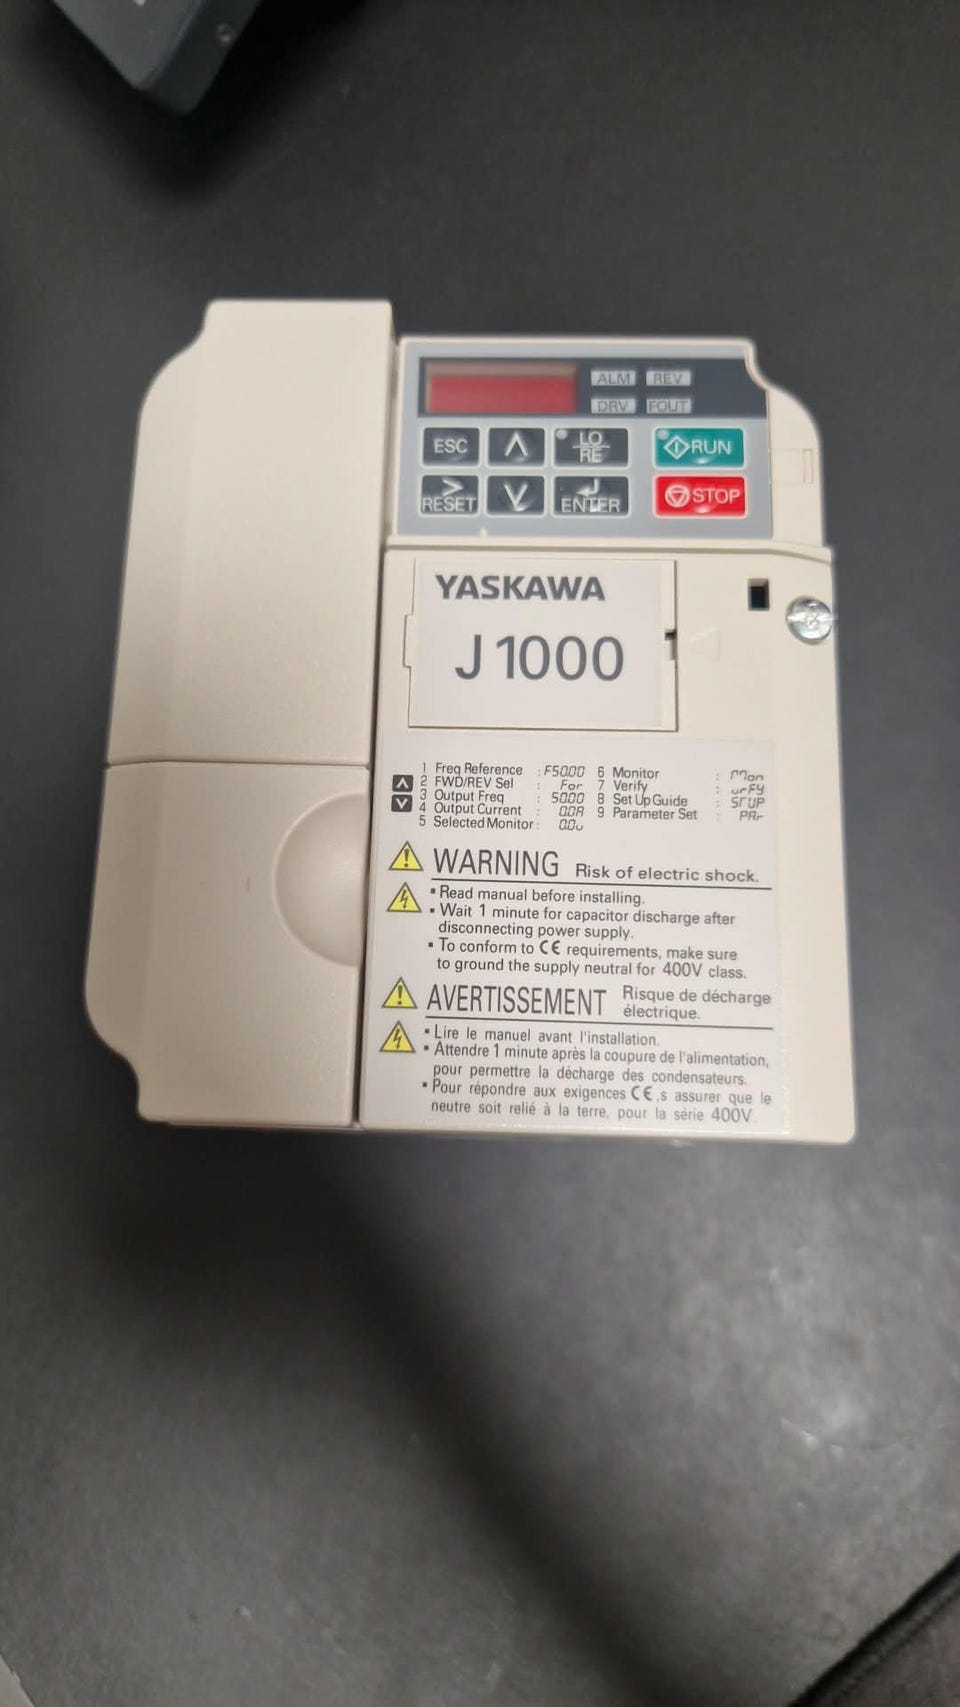 ALM REV
DRV FOUT
ESC ∧ LO/RE RUN
> RESET ∨ ENTER STOP
YASKAWA
J1000
1 Freq Reference : F50.00 6 Monitor : Mon
2 FWD/REV Sel : For 7 Verify : vrFY
3 Output Freq : 50.00 8 Set Up Guide : STUP
4 Output Current : 0.0A 9 Parameter Set : PAr
5 Selected Monitor : 0.0v
WARNING Risk of electric shock.
▪ Read manual before installing.
▪ Wait 1 minute for capacitor discharge after
disconnecting power supply.
▪ To conform to CE requirements, make sure
to ground the supply neutral for 400V class.
AVERTISSEMENT Risque de décharge
électrique.
▪ Lire le manuel avant l'installation.
▪ Attendre 1 minute après la coupure de l'alimentation,
pour permettre la décharge des condensateurs.
▪ Pour répondre aux exigences CE,s assurer que le
neutre soit relié à la terre, pour la série 400V.